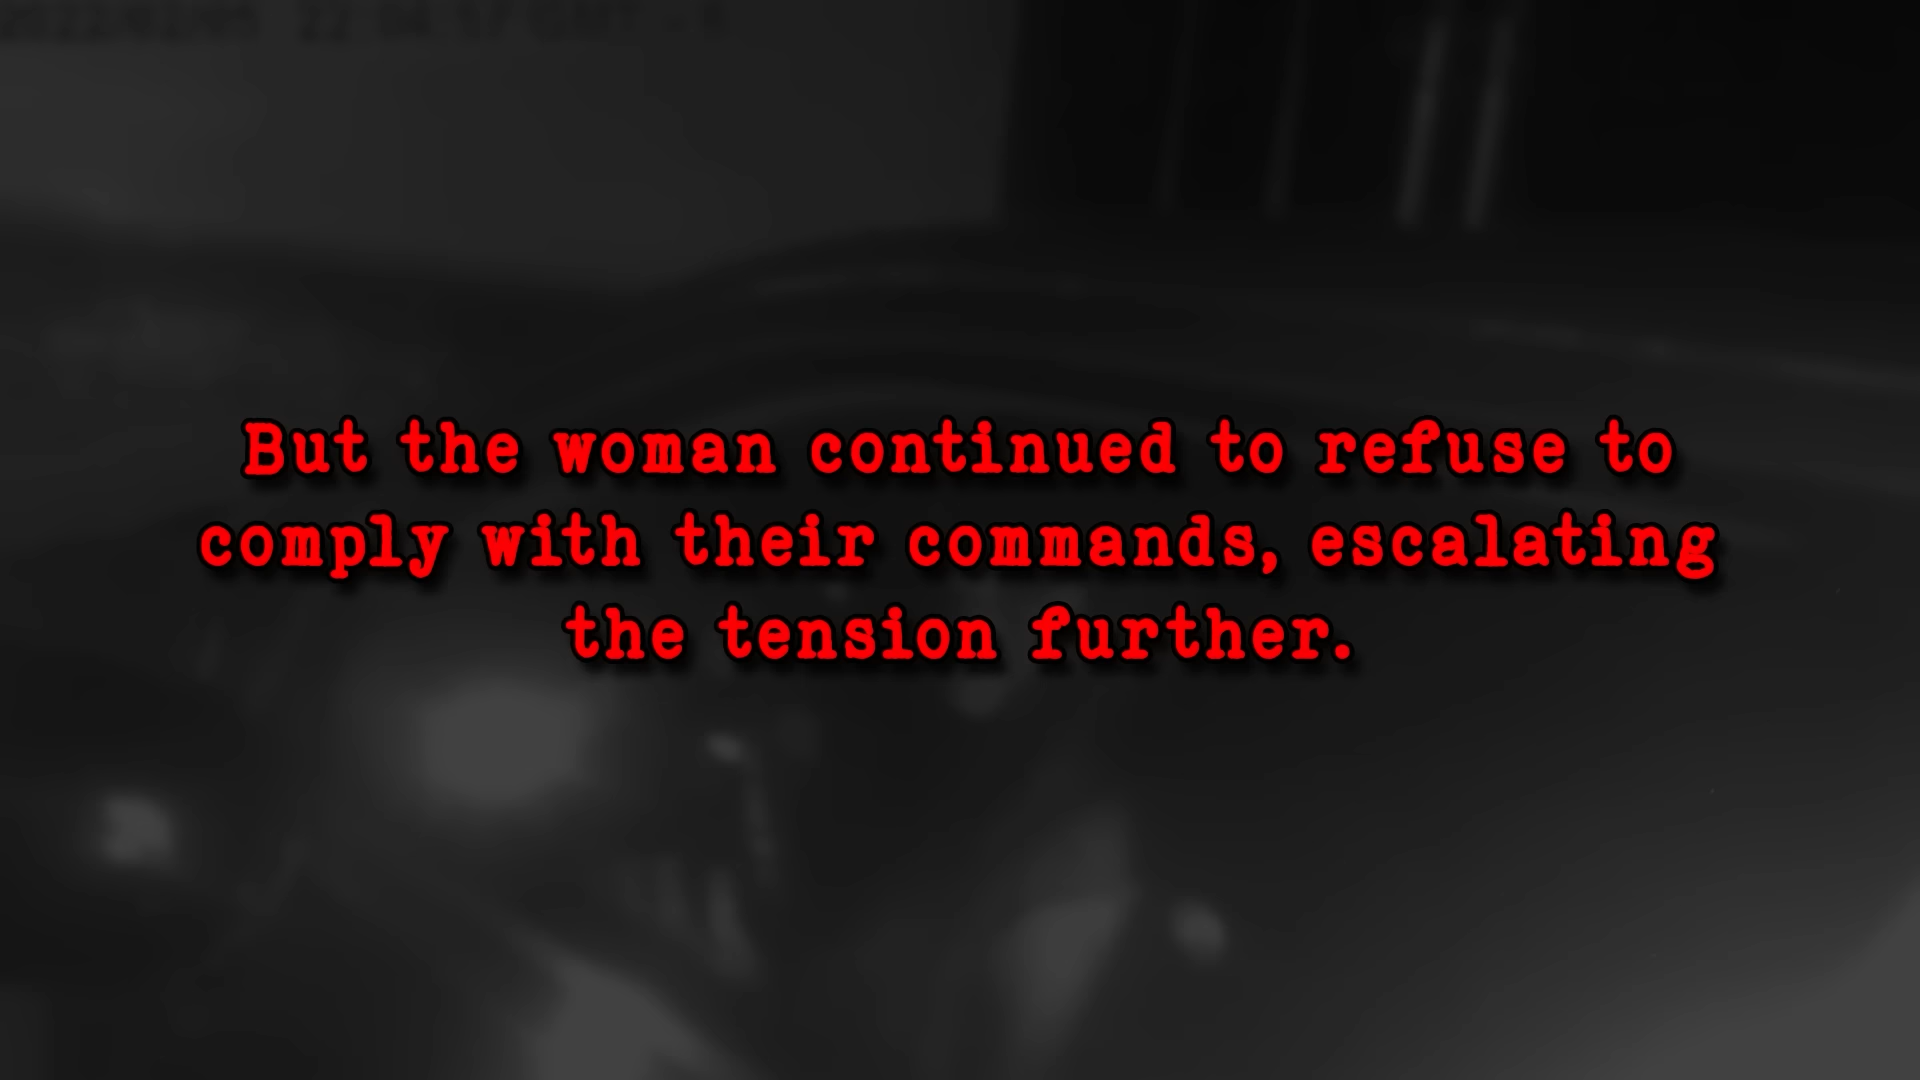 But the woman continued to refuse to
comply with their commands, escalating
the tension further.